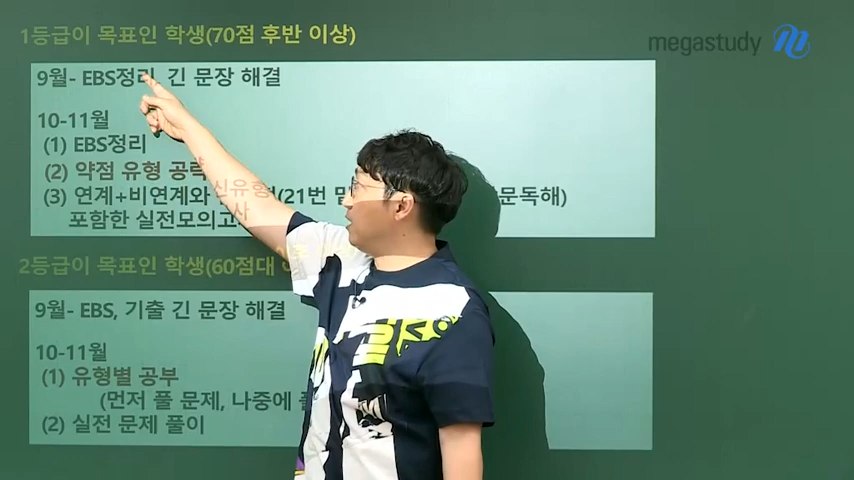 1등급이 목표인 학생(70점 후반 이상)
megastudy
9월- EBS정리, 긴 문장 해결
10-11월
(1) EBS정리
(2) 약점 유형 공략
(3) 연계+비연계와 신유형(21번 문독해)
포함한 실전모의고사
2등급이 목표인 학생(60점대
9월- EBS, 기출 긴 문장 해결
10-11월
(1) 유형별 공부
(먼저 풀 문제, 나중에
(2) 실전 문제 풀이